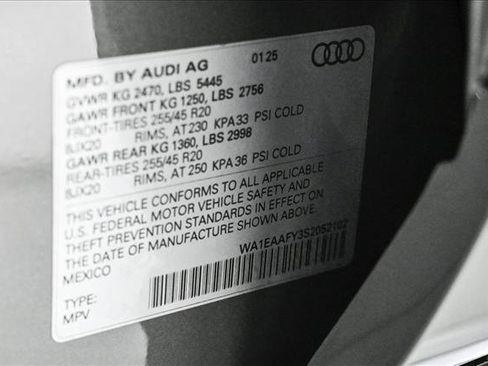 MFD. BY AUDI AG 01 25
GVWR KG 2470, LBS 5445
GAWR FRONT KG 1250, LBS 2756
FRONT-TIRES 255/45 R20
8JX20 RIMS, AT 230 KPA 33 PSI COLD
GAWR REAR KG 1360, LBS 2998
REAR-TIRES 255/45 R20
8JX20 RIMS, AT 250 KPA 36 PSI COLD
THIS VEHICLE CONFORMS TO ALL APPLICABLE
U.S. FEDERAL MOTOR VEHICLE SAFETY AND
THEFT PREVENTION STANDARDS IN EFFECT ON
THE DATE OF MANUFACTURE SHOWN ABOVE.
MEXICO WA1EAAFY3S2052102
TYPE:
MPV